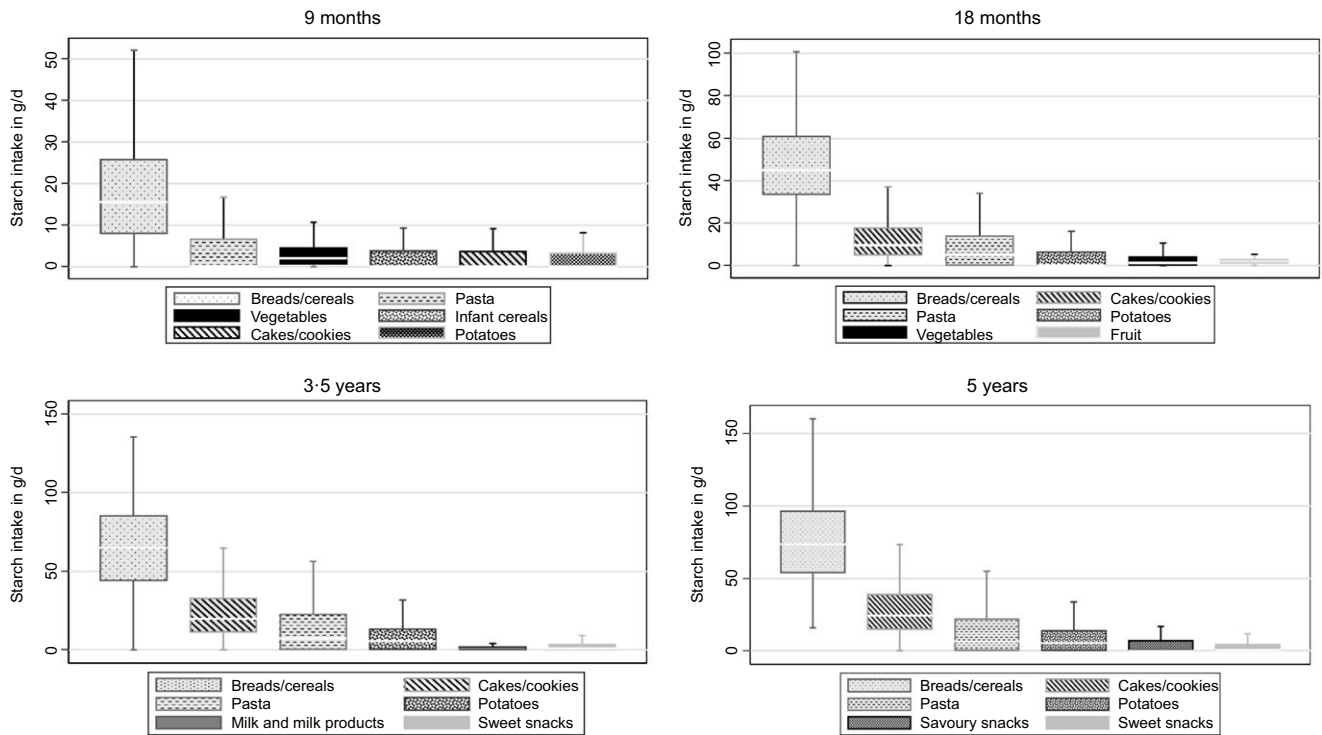 9 months
Starch intake in g/d
50
40
30
20
10
0
Breads/cereals
Pasta
Vegetables
Infant cereals
Cakes/cookies
Potatoes
18 months
Starch intake in g/d
100
80
60
40
20
0
Breads/cereals
Cakes/cookies
Pasta
Potatoes
Vegetables
Fruit
3·5 years
Starch intake in g/d
150
100
50
0
Breads/cereals
Cakes/cookies
Pasta
Potatoes
Milk and milk products
Sweet snacks
5 years
Starch intake in g/d
150
100
50
0
Breads/cereals
Cakes/cookies
Pasta
Potatoes
Savoury snacks
Sweet snacks